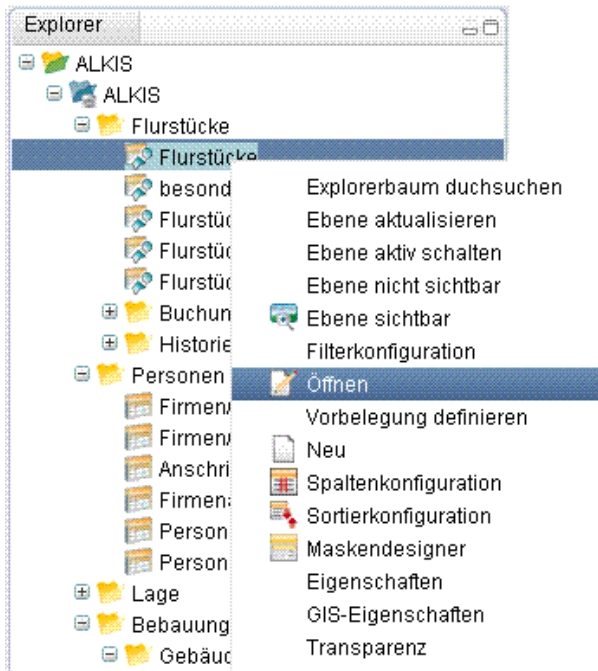 Explorer
ALKIS
ALKIS
Flurstücke
Flurstücke
besond
Flurstüc
Flurstüc
Flurstüc
Buchun
Historie
Personen
Firmen/
Firmen/
Anschri
Firmena
Person
Person
Lage
Bebauung
Gebäud
Explorerbaum duchsuchen
Ebene aktualisieren
Ebene aktiv schalten
Ebene nicht sichtbar
Ebene sichtbar
Filterkonfiguration
Öffnen
Vorbelegung definieren
Neu
Spaltenkonfiguration
Sortierkonfiguration
Maskendesigner
Eigenschaften
GIS-Eigenschaften
Transparenz